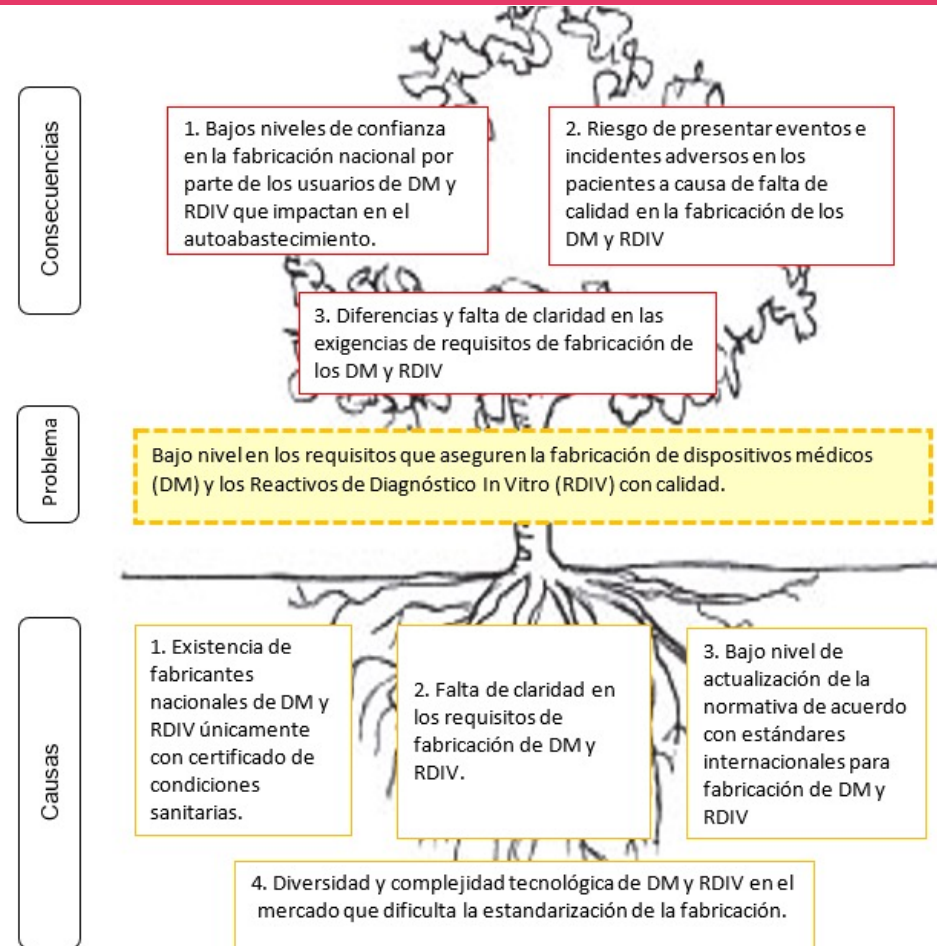 Consecuencias
1. Bajos niveles de confianza
en la fabricación nacional por
parte de los usuarios de DM y
RDIV que impactan en el
autoabastecimiento.
2. Riesgo de presentar eventos e
incidentes adversos en los
pacientes a causa de falta de
calidad en la fabricación de los
DM y RDIV
3. Diferencias y falta de claridad en las
exigencias de requisitos de fabricación de
los DM y RDIV
Problema
Bajo nivel en los requisitos que aseguren la fabricación de dispositivos médicos
(DM) y los Reactivos de Diagnóstico In Vitro (RDIV) con calidad.
Causas
1. Existencia de
fabricantes
nacionales de DM y
RDIV únicamente
con certificado de
condiciones
sanitarias.
2. Falta de claridad en
los requisitos de
fabricación de DM y
RDIV.
3. Bajo nivel de
actualización de la
normativa de acuerdo
con estándares
internacionales para
fabricación de DM y
RDIV
4. Diversidad y complejidad tecnológica de DM y RDIV en el
mercado que dificulta la estandarización de la fabricación.